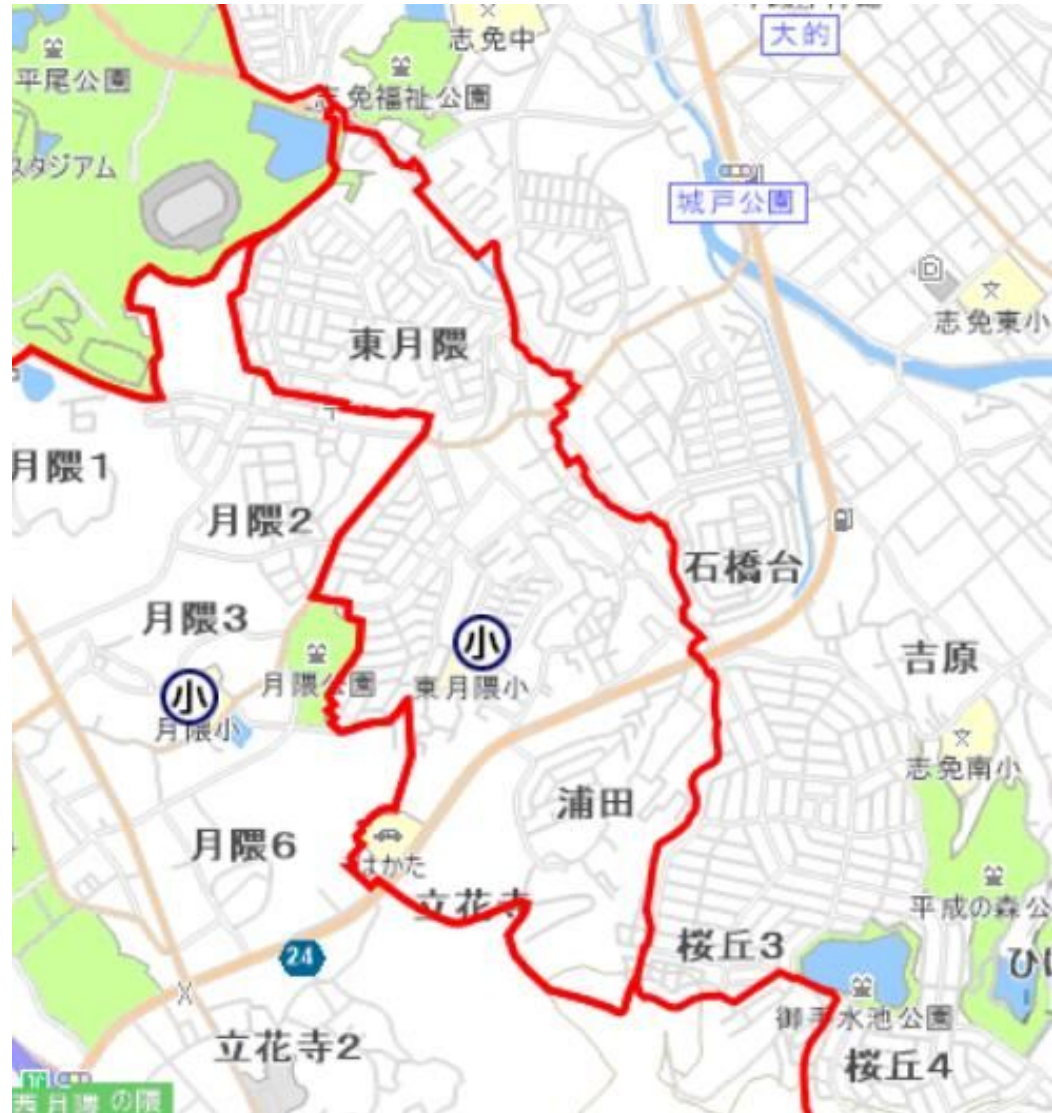 志免中
大的
平尾公園
志免福祉公園
スタジアム
城戸公園
志免東小
東月隈
月隈1
月隈2
石橋台
月隈3
小
小
吉原
月隈公園
東月隈小
月隈小
志免南小
浦田
月隈6
はかた
立花寺
平成の森公
桜丘3
24
ひ
御手水池公園
立花寺2
桜丘4